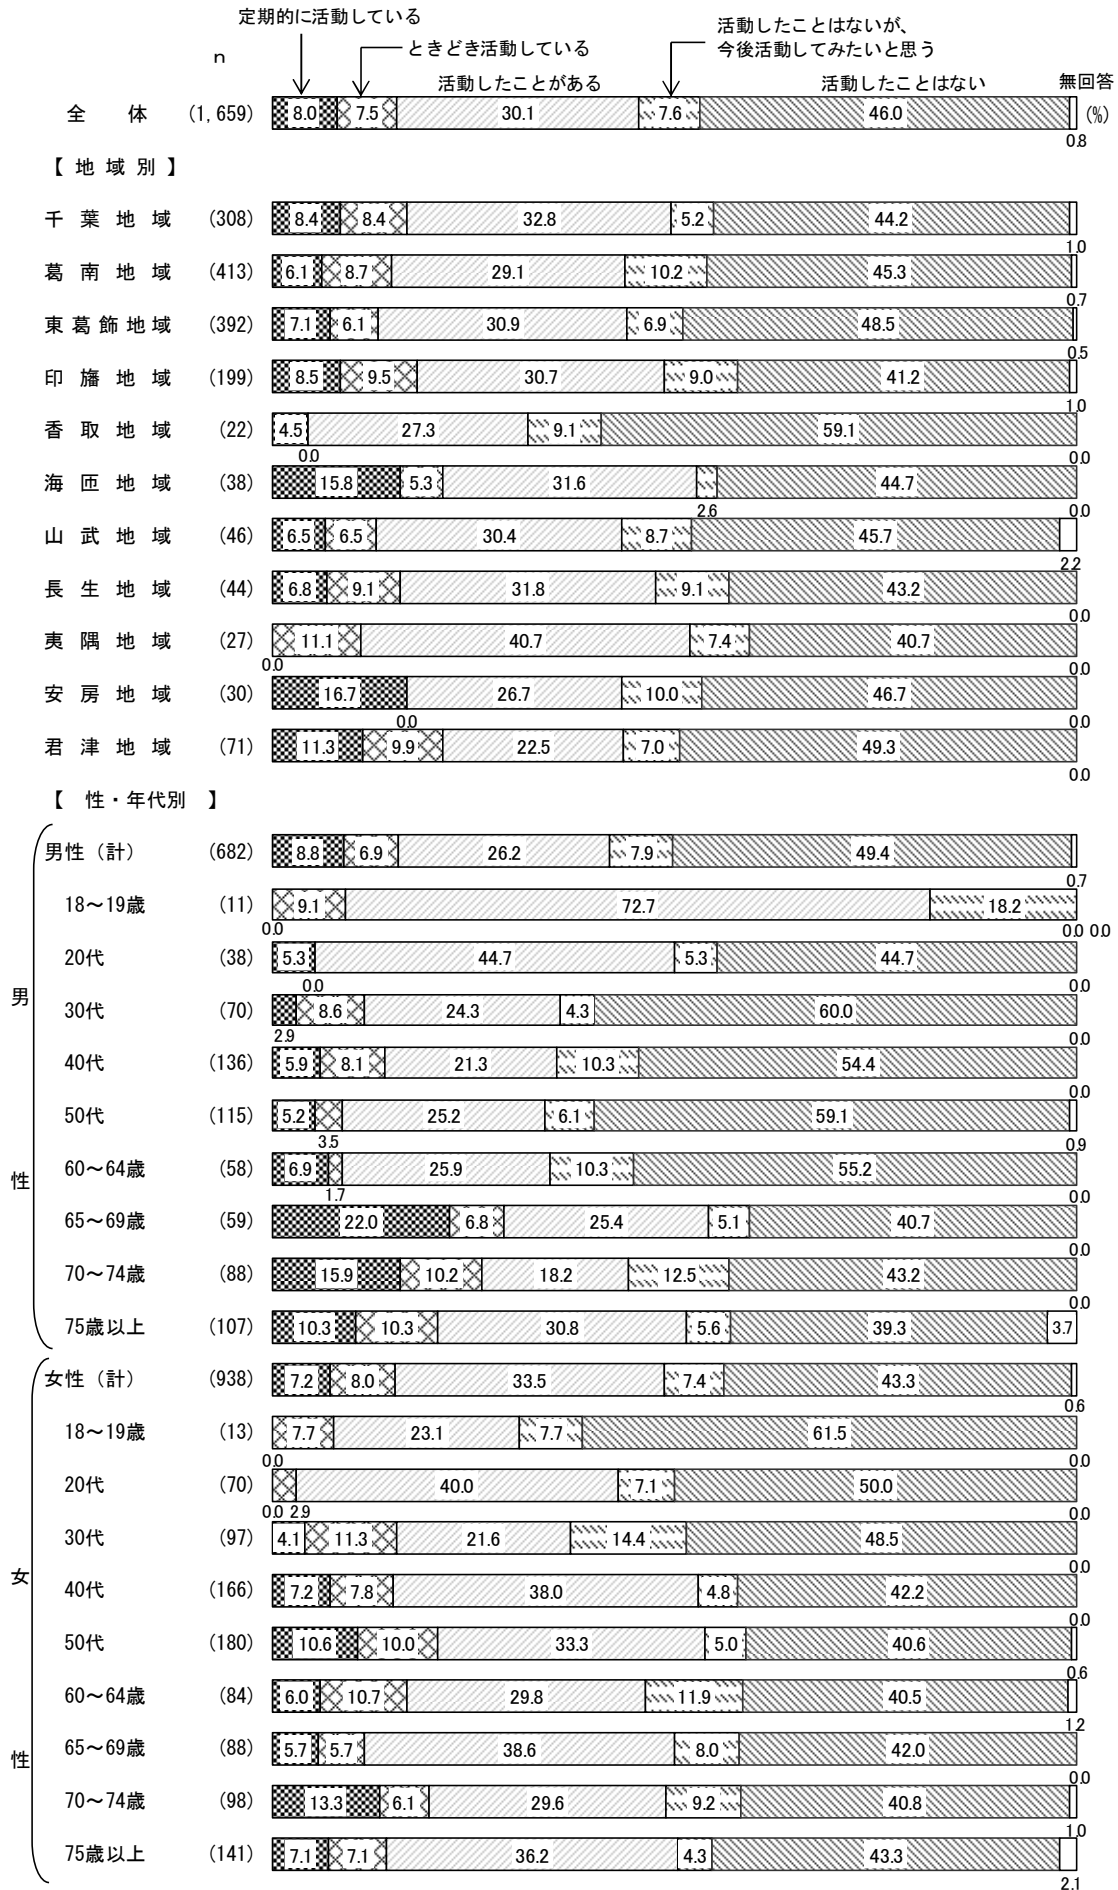 定期的に活動している
ときどき活動している
活動したことがある
活動したことはないが、
今後活動してみたいと思う
活動したことはない
無回答
n
全 体 (1,659) 8.0 7.5 30.1 7.6 46.0 0.8 (%)
【 地 域 別 】
千 葉 地 域 (308) 8.4 8.4 32.8 5.2 44.2 1.0
葛 南 地 域 (413) 6.1 8.7 29.1 10.2 45.3 0.7
東 葛 飾 地 域 (392) 7.1 6.1 30.9 6.9 48.5 0.5
印 旛 地 域 (199) 8.5 9.5 30.7 9.0 41.2 1.0
香 取 地 域 (22) 4.5 0.0 27.3 9.1 59.1 0.0
海 匝 地 域 (38) 15.8 5.3 31.6 2.6 44.7 0.0
山 武 地 域 (46) 6.5 6.5 30.4 8.7 45.7 2.2
長 生 地 域 (44) 6.8 9.1 31.8 9.1 43.2 0.0
夷 隅 地 域 (27) 0.0 11.1 40.7 7.4 40.7 0.0
安 房 地 域 (30) 16.7 0.0 26.7 10.0 46.7 0.0
君 津 地 域 (71) 11.3 9.9 22.5 7.0 49.3 0.0
【 性・年代別 】
男 性
男性（計） (682) 8.8 6.9 26.2 7.9 49.4 0.7
18～19歳 (11) 0.0 9.1 72.7 18.2 0.0 0.0
20代 (38) 5.3 0.0 44.7 5.3 44.7 0.0
30代 (70) 2.9 8.6 24.3 4.3 60.0 0.0
40代 (136) 5.9 8.1 21.3 10.3 54.4 0.0
50代 (115) 5.2 3.5 25.2 6.1 59.1 0.9
60～64歳 (58) 6.9 1.7 25.9 10.3 55.2 0.0
65～69歳 (59) 22.0 6.8 25.4 5.1 40.7 0.0
70～74歳 (88) 15.9 10.2 18.2 12.5 43.2 0.0
75歳以上 (107) 10.3 10.3 30.8 5.6 39.3 3.7
女 性
女性（計） (938) 7.2 8.0 33.5 7.4 43.3 0.6
18～19歳 (13) 0.0 7.7 23.1 7.7 61.5 0.0
20代 (70) 0.0 2.9 40.0 7.1 50.0 0.0
30代 (97) 4.1 11.3 21.6 14.4 48.5 0.0
40代 (166) 7.2 7.8 38.0 4.8 42.2 0.0
50代 (180) 10.6 10.0 33.3 5.0 40.6 0.6
60～64歳 (84) 6.0 10.7 29.8 11.9 40.5 1.2
65～69歳 (88) 5.7 5.7 38.6 8.0 42.0 0.0
70～74歳 (98) 13.3 6.1 29.6 9.2 40.8 1.0
75歳以上 (141) 7.1 7.1 36.2 4.3 43.3 2.1